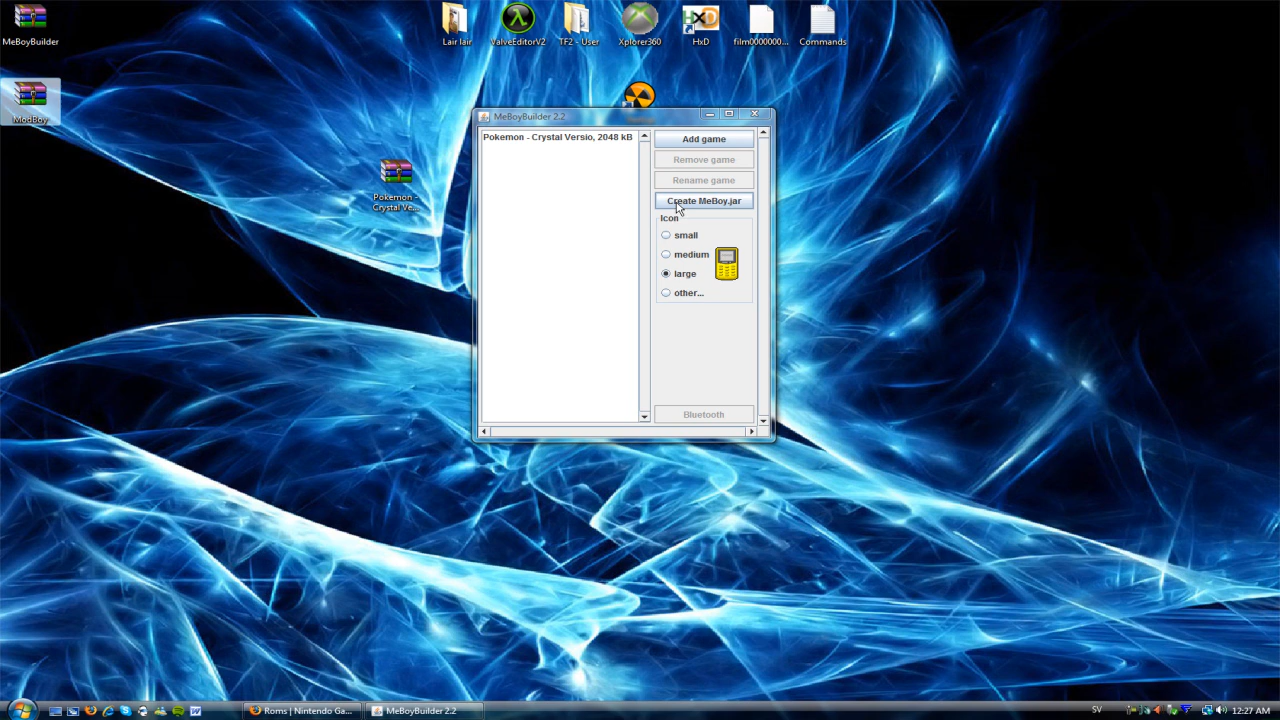 MeBoyBuilder
ModBoy
Lair lair
ValveEditorV2
TF2 - User
Xplorer360
HxD
HxD
film0000000...
Commands
Pokemon -
Crystal Ve...
MeBoyBuilder 2.2
Pokemon - Crystal Versio, 2048 kB
Add game
Remove game
Rename game
Create MeBoy.jar
Icon
small
medium
large
other...
Bluetooth
Roms | Nintendo Ga...
MeBoyBuilder 2.2
SV
12:27 AM